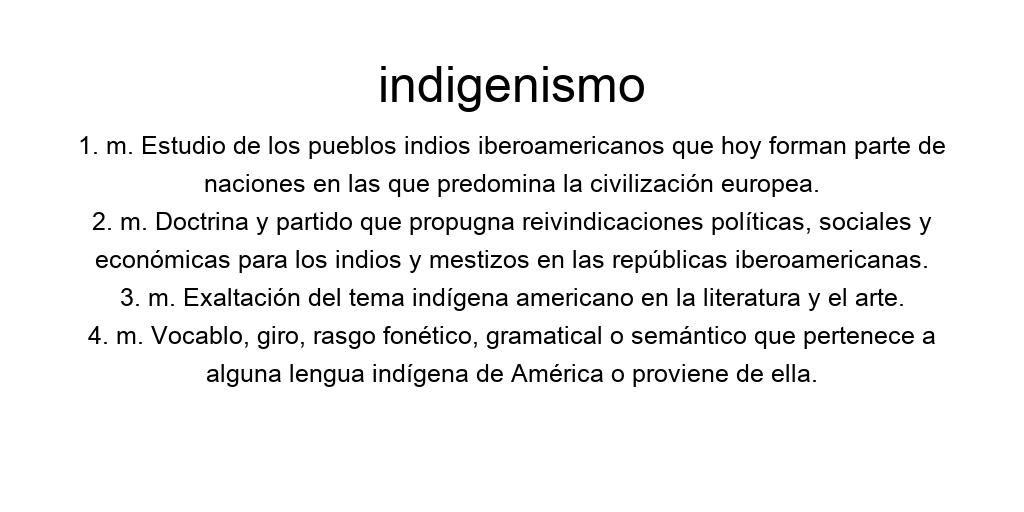 indigenismo
1. m. Estudio de los pueblos indios iberoamericanos que hoy forman parte de
naciones en las que predomina la civilización europea.
2. m. Doctrina y partido que propugna reivindicaciones políticas, sociales y
económicas para los indios y mestizos en las repúblicas iberoamericanas.
3. m. Exaltación del tema indígena americano en la literatura y el arte.
4. m. Vocablo, giro, rasgo fonético, gramatical o semántico que pertenece a
alguna lengua indígena de América o proviene de ella.